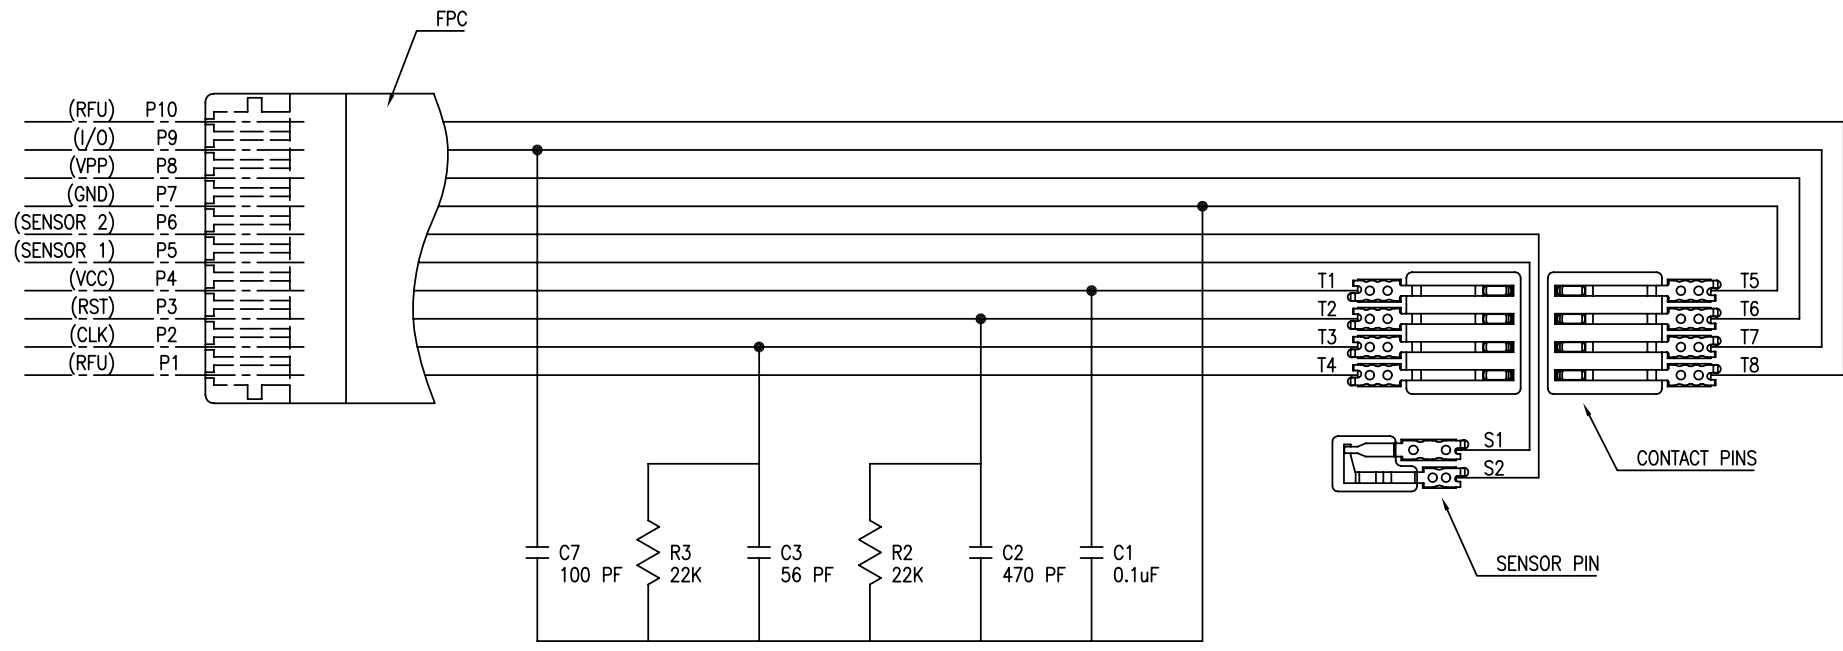 FPC
(RFU) P10
(I/O) P9
(VPP) P8
(GND) P7
(SENSOR 2) P6
(SENSOR 1) P5
(VCC) P4
(RST) P3
(CLK) P2
(RFU) P1
T1
T2
T3
T4
T5
T6
T7
T8
S1
S2
CONTACT PINS
SENSOR PIN
C7
100 PF
R3
22K
C3
56 PF
R2
22K
C2
470 PF
C1
0.1uF